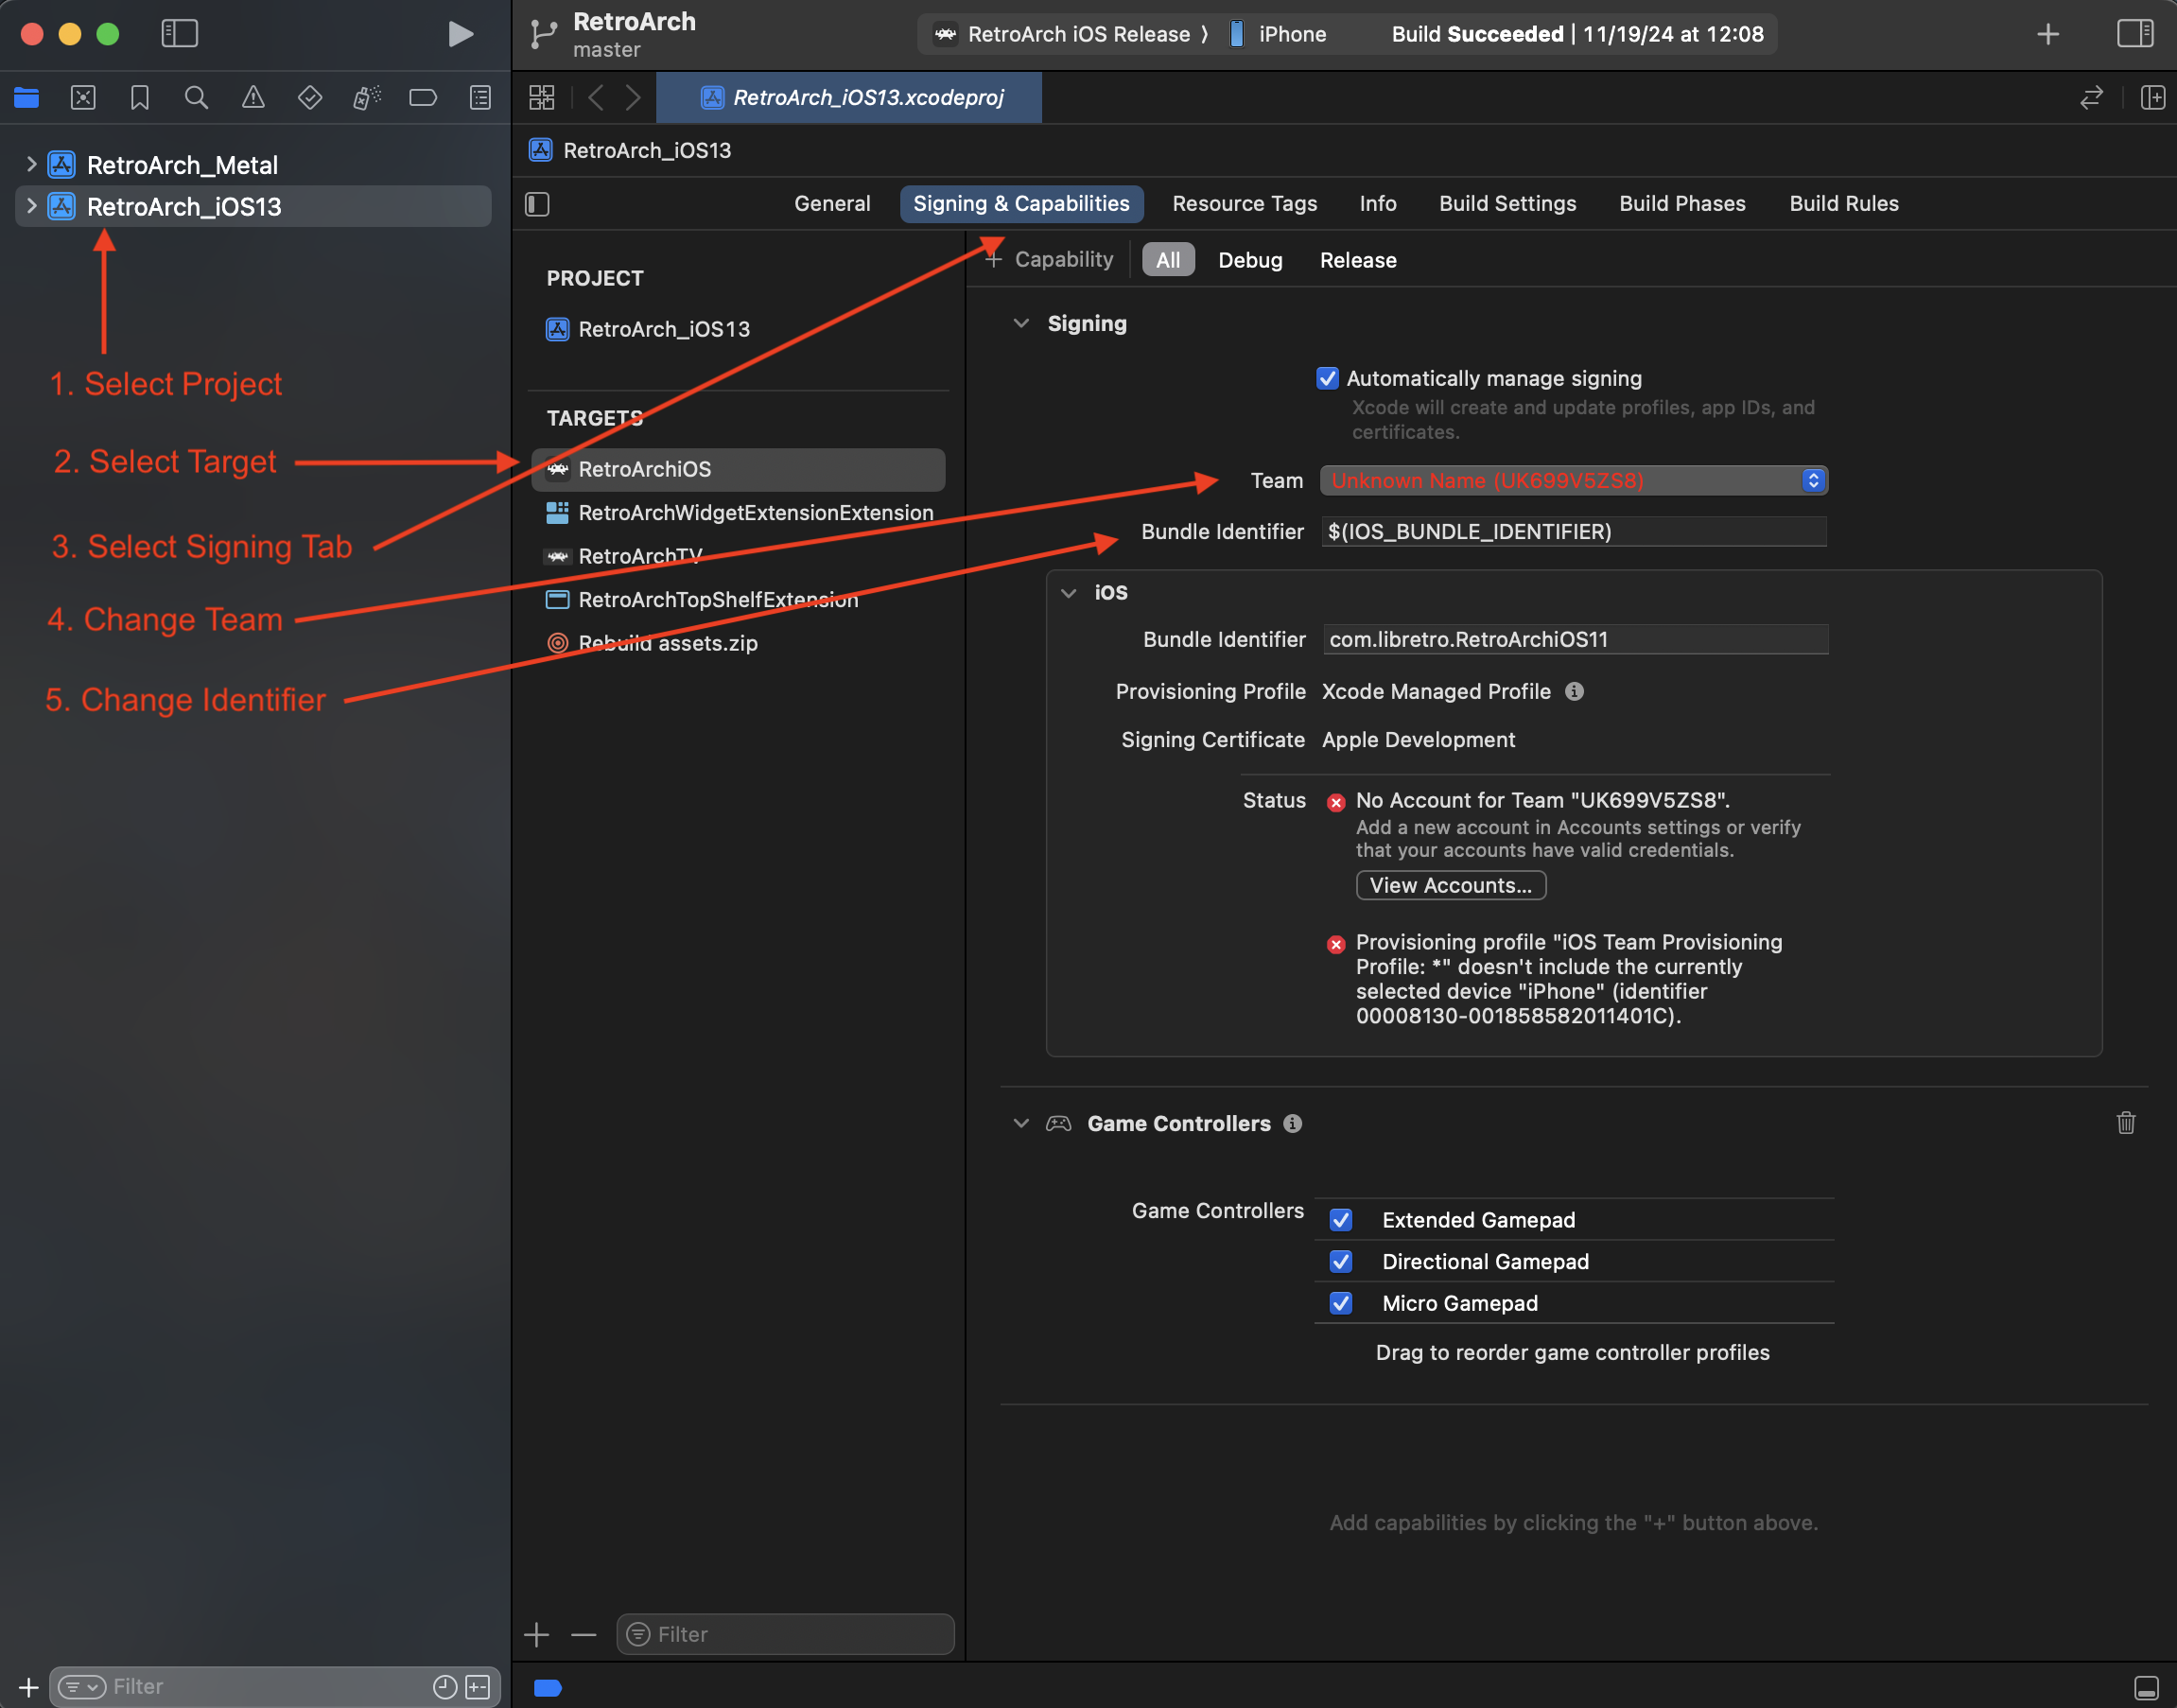 RetroArch
master
RetroArch iOS Release
iPhone
Build Succeeded | 11/19/24 at 12:08
RetroArch_iOS13.xcodeproj
RetroArch_Metal
RetroArch_iOS13
1. Select Project
2. Select Target
3. Select Signing Tab
4. Change Team
5. Change Identifier
Filter
RetroArch_iOS13
General
Signing & Capabilities
Resource Tags
Info
Build Settings
Build Phases
Build Rules
PROJECT
RetroArch_iOS13
TARGETS
RetroArchiOS
RetroArchWidgetExtensionExtension
RetroArchTV
RetroArchTopShelfExtension
Rebuild assets.zip
Filter
+ Capability
All
Debug
Release
Signing
Automatically manage signing
Xcode will create and update profiles, app IDs, and
certificates.
Team
Unknown Name (UK699V5ZS8)
Bundle Identifier
$(IOS_BUNDLE_IDENTIFIER)
iOS
Bundle Identifier
com.libretro.RetroArchiOS11
Provisioning Profile
Xcode Managed Profile
Signing Certificate
Apple Development
Status
No Account for Team "UK699V5ZS8".
Add a new account in Accounts settings or verify
that your accounts have valid credentials.
View Accounts...
Provisioning profile "iOS Team Provisioning
Profile: *" doesn't include the currently
selected device "iPhone" (identifier
00008130-001858582011401C).
Game Controllers
Game Controllers
Extended Gamepad
Directional Gamepad
Micro Gamepad
Drag to reorder game controller profiles
Add capabilities by clicking the "+" button above.